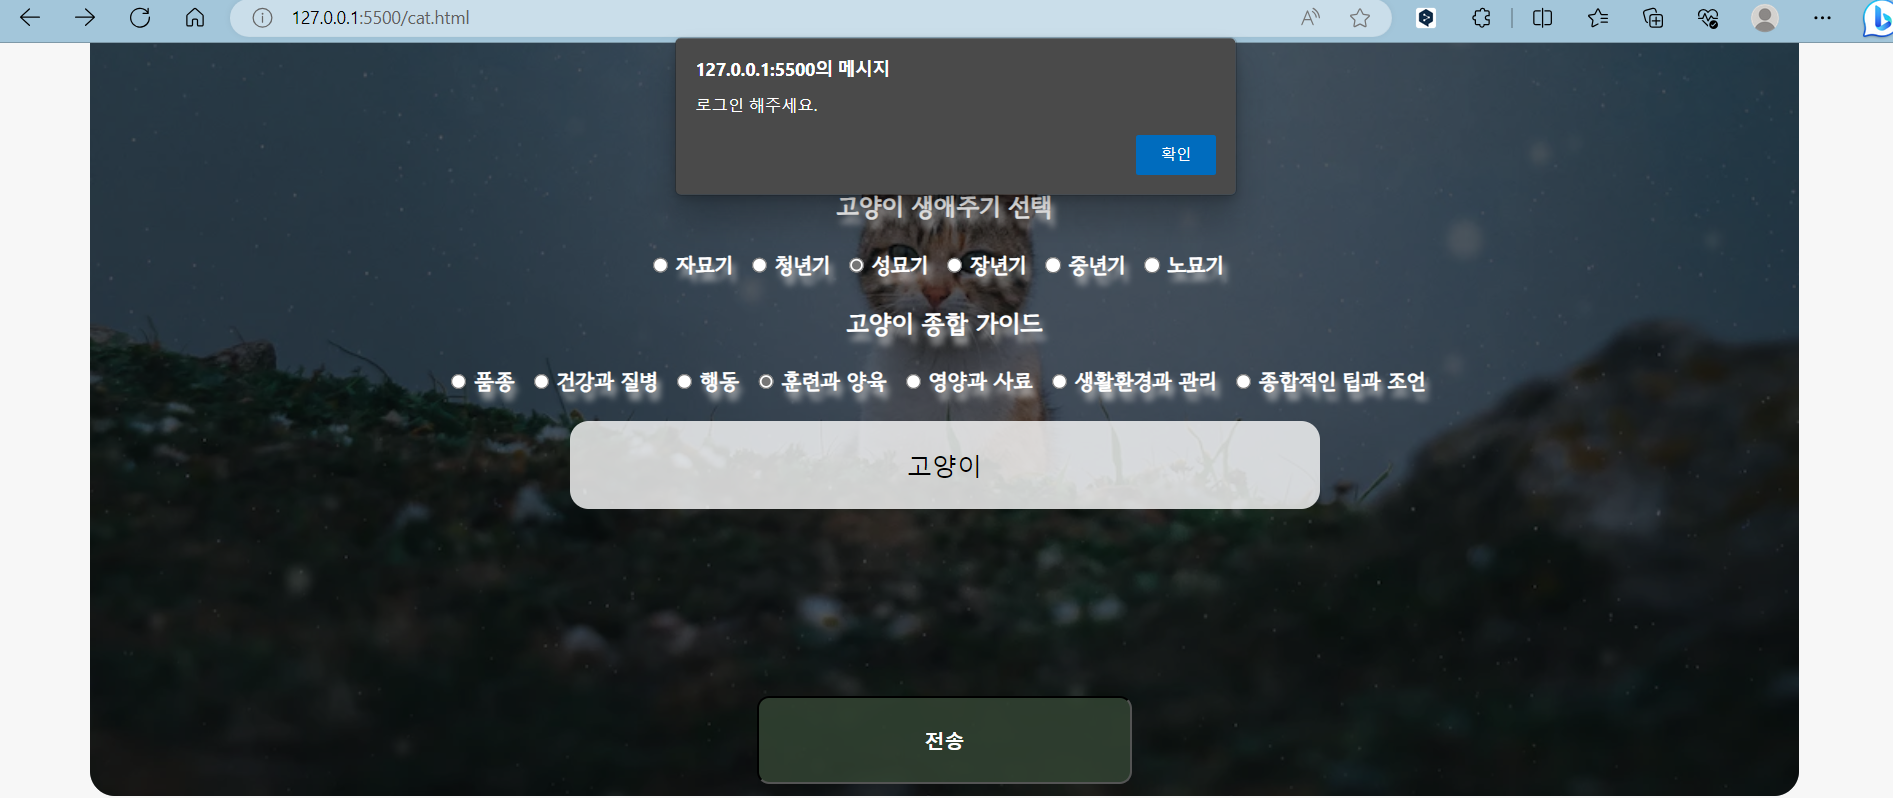 127.0.0.1:5500/cat.html
127.0.0.1:5500의 메시지
로그인 해주세요.
확인
고양이 생애주기 선택
자묘기 청년기 성묘기 장년기 중년기 노묘기
고양이 종합 가이드
품종 건강과 질병 행동 훈련과 양육 영양과 사료 생활환경과 관리 종합적인 팁과 조언
고양이
전송